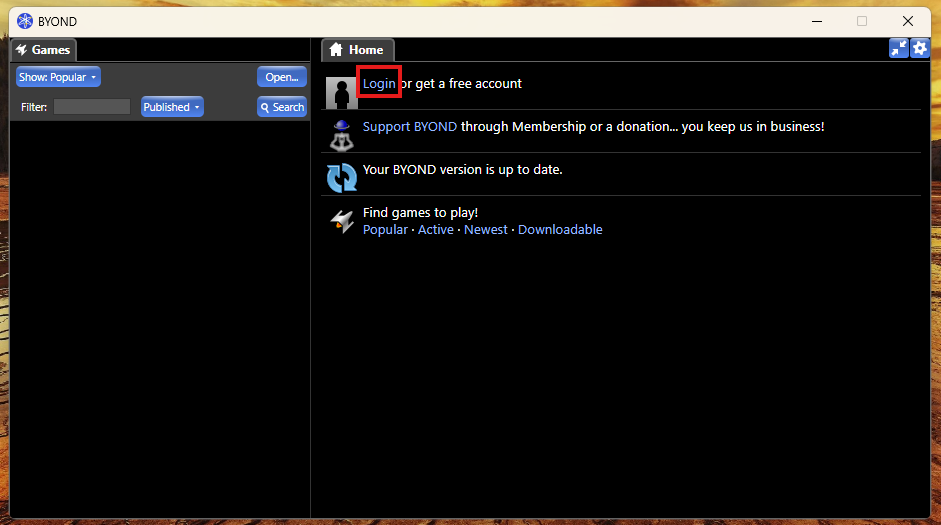 BYOND
Games
Show: Popular
Open...
Filter:
Published
Search
Home
Login or get a free account
Support BYOND through Membership or a donation... you keep us in business!
Your BYOND version is up to date.
Find games to play!
Popular · Active · Newest · Downloadable